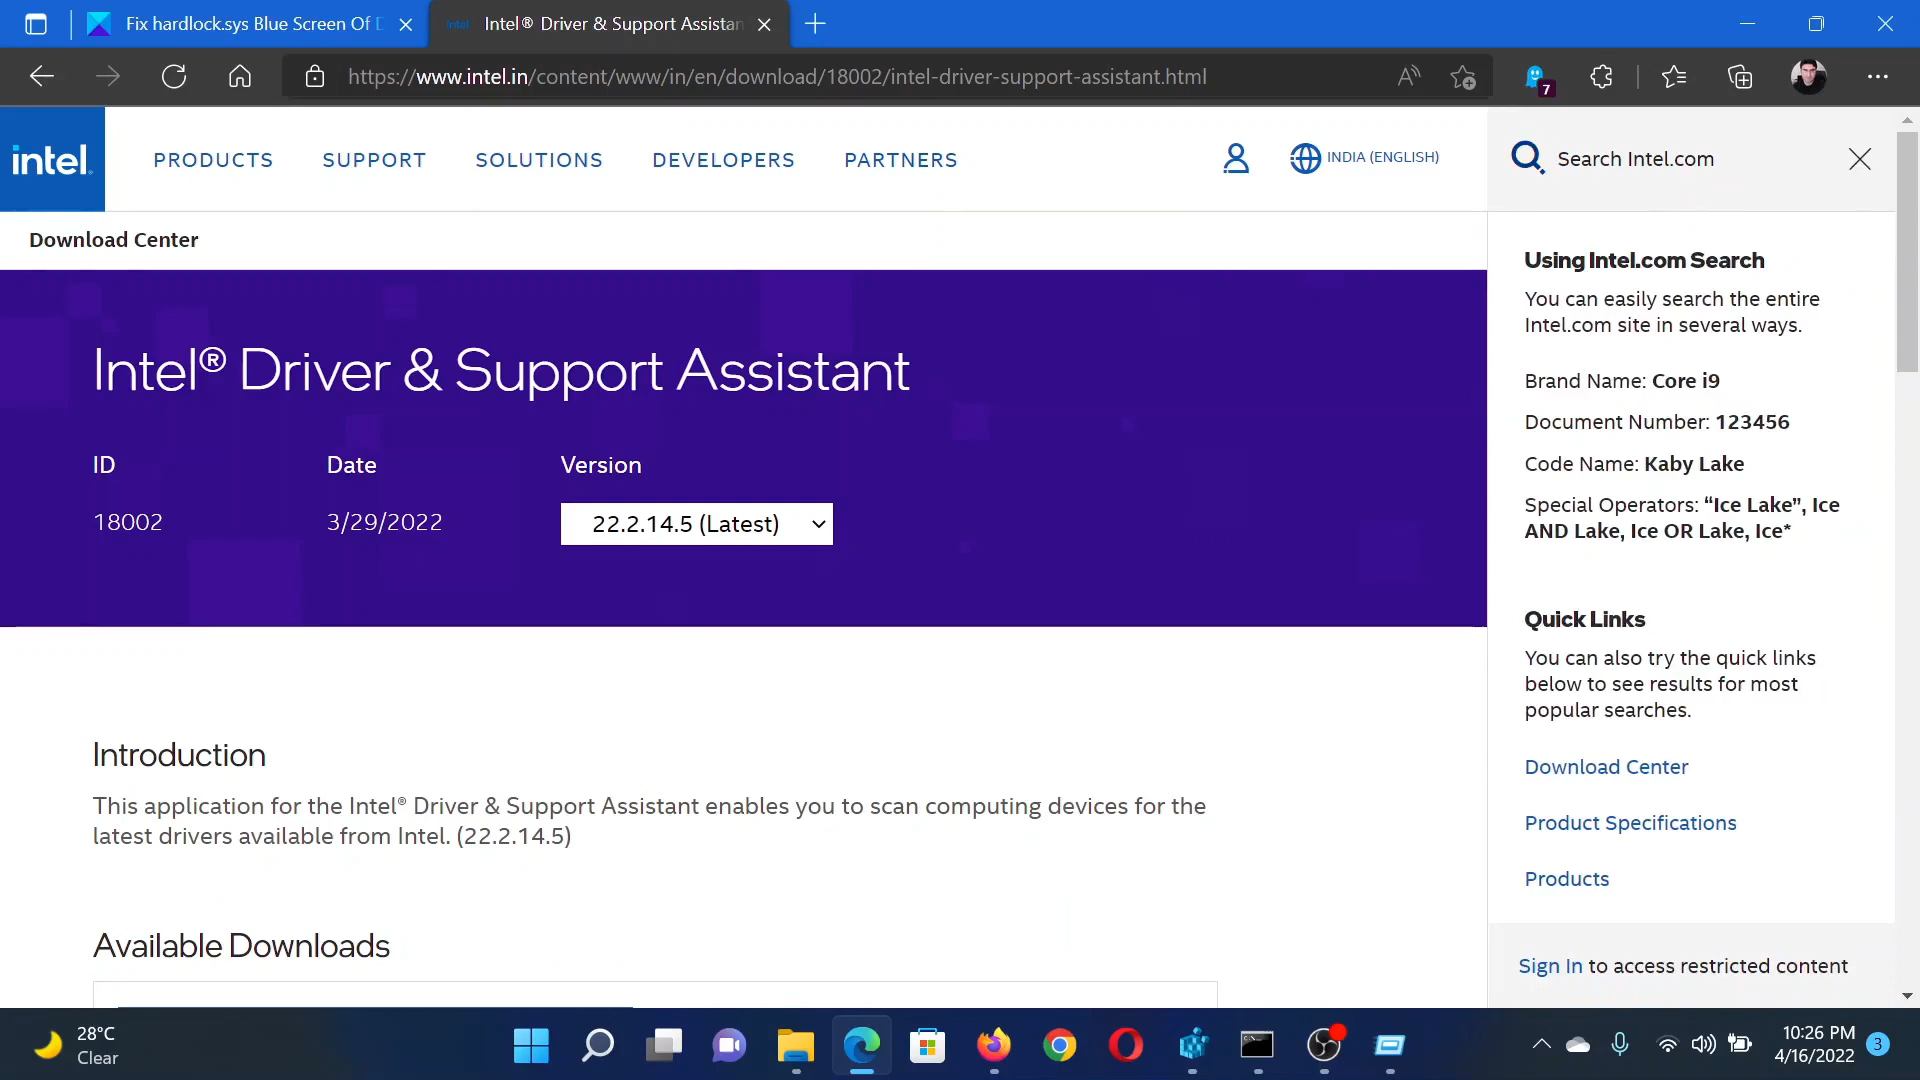 Fix hardlock.sys Blue Screen Of D
intel
Intel® Driver & Support Assistan
https://www.intel.in/content/www/in/en/download/18002/intel-driver-support-assistant.html
7
intel.
PRODUCTS
SUPPORT
SOLUTIONS
DEVELOPERS
PARTNERS
INDIA (ENGLISH)
Search Intel.com
Download Center
Intel® Driver & Support Assistant
ID
Date
Version
18002
3/29/2022
22.2.14.5 (Latest)
Introduction
This application for the Intel® Driver & Support Assistant enables you to scan computing devices for the
latest drivers available from Intel. (22.2.14.5)
Available Downloads
Using Intel.com Search
You can easily search the entire
Intel.com site in several ways.
Brand Name: Core i9
Document Number: 123456
Code Name: Kaby Lake
Special Operators: “Ice Lake”, Ice
AND Lake, Ice OR Lake, Ice*
Quick Links
You can also try the quick links
below to see results for most
popular searches.
Download Center
Product Specifications
Products
Sign In to access restricted content
28°C
Clear
10:26 PM
4/16/2022
3